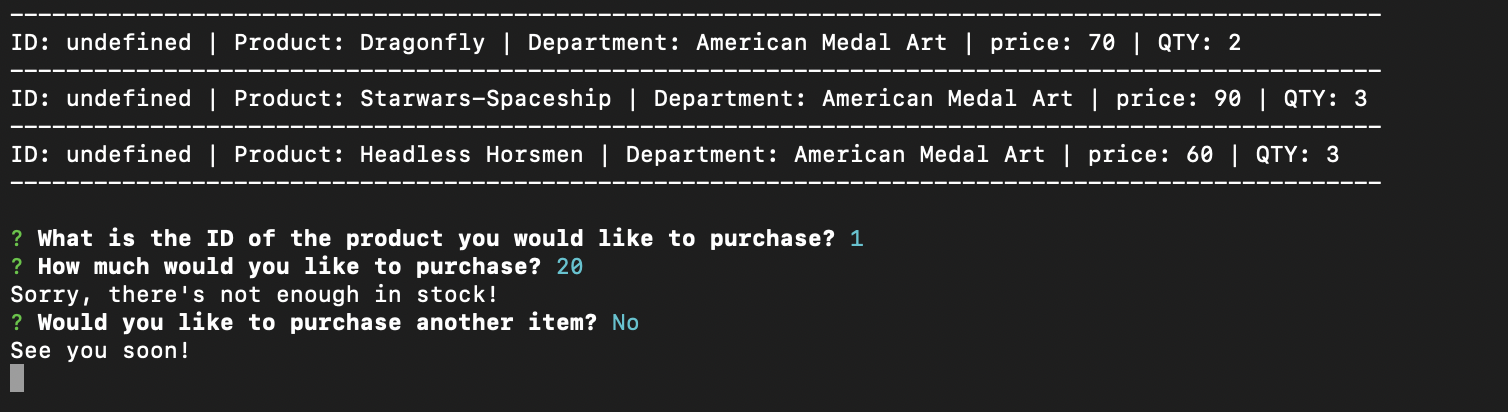 --------------------------------------------------------------------------------------------------
ID: undefined | Product: Dragonfly | Department: American Medal Art | price: 70 | QTY: 2
--------------------------------------------------------------------------------------------------
ID: undefined | Product: Starwars-Spaceship | Department: American Medal Art | price: 90 | QTY: 3
--------------------------------------------------------------------------------------------------
ID: undefined | Product: Headless Horsmen | Department: American Medal Art | price: 60 | QTY: 3
--------------------------------------------------------------------------------------------------
? What is the ID of the product you would like to purchase? 1
? How much would you like to purchase? 20
Sorry, there's not enough in stock!
? Would you like to purchase another item? No
See you soon!